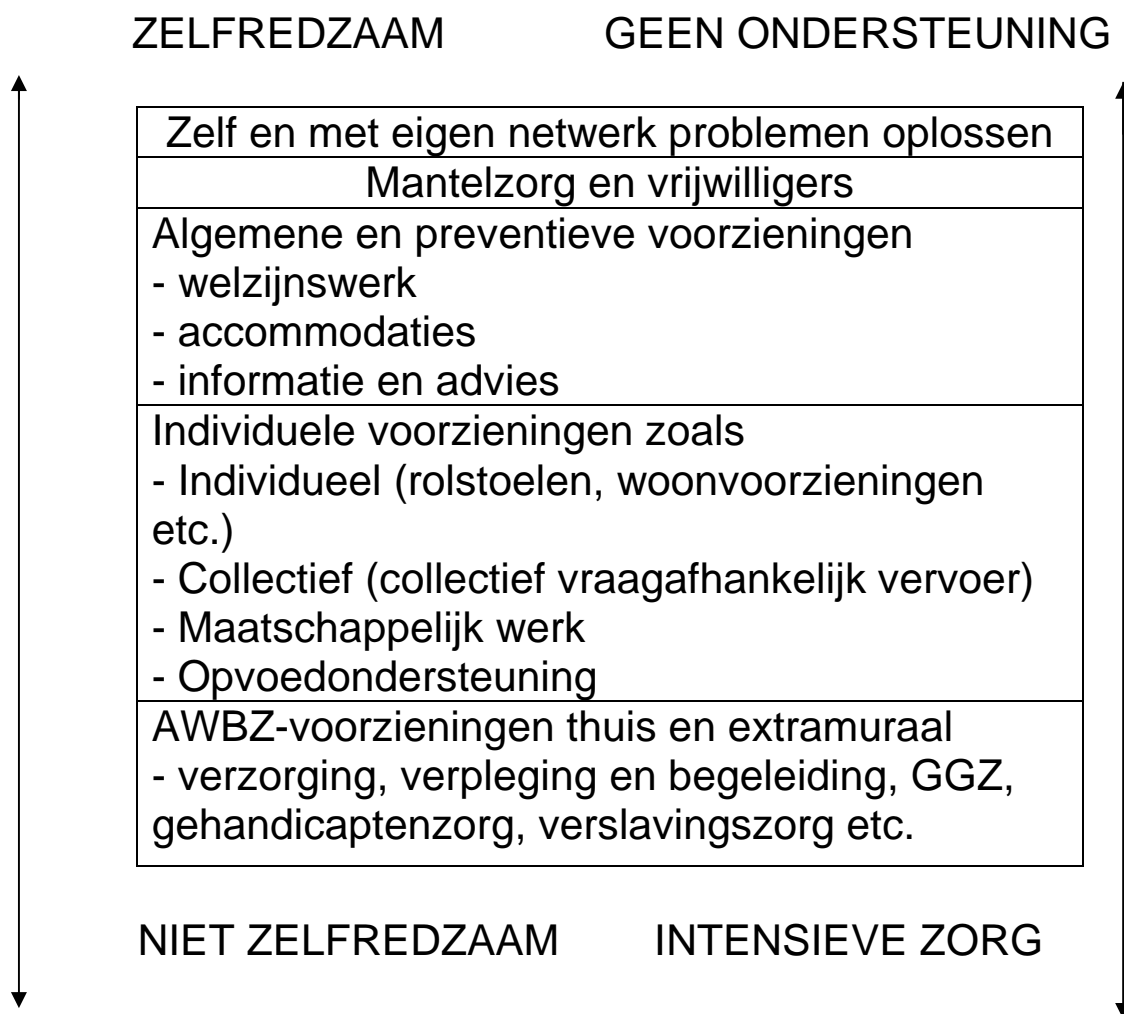 ZELFREDZAAM GEEN ONDERSTEUNING
Zelf en met eigen netwerk problemen oplossen
Mantelzorg en vrijwilligers
Algemene en preventieve voorzieningen
- welzijnswerk
- accommodaties
- informatie en advies
Individuele voorzieningen zoals
- Individueel (rolstoelen, woonvoorzieningen
etc.)
- Collectief (collectief vraagafhankelijk vervoer)
- Maatschappelijk werk
- Opvoedondersteuning
AWBZ-voorzieningen thuis en extramuraal
- verzorging, verpleging en begeleiding, GGZ,
gehandicaptenzorg, verslavingszorg etc.
NIET ZELFREDZAAM INTENSIEVE ZORG